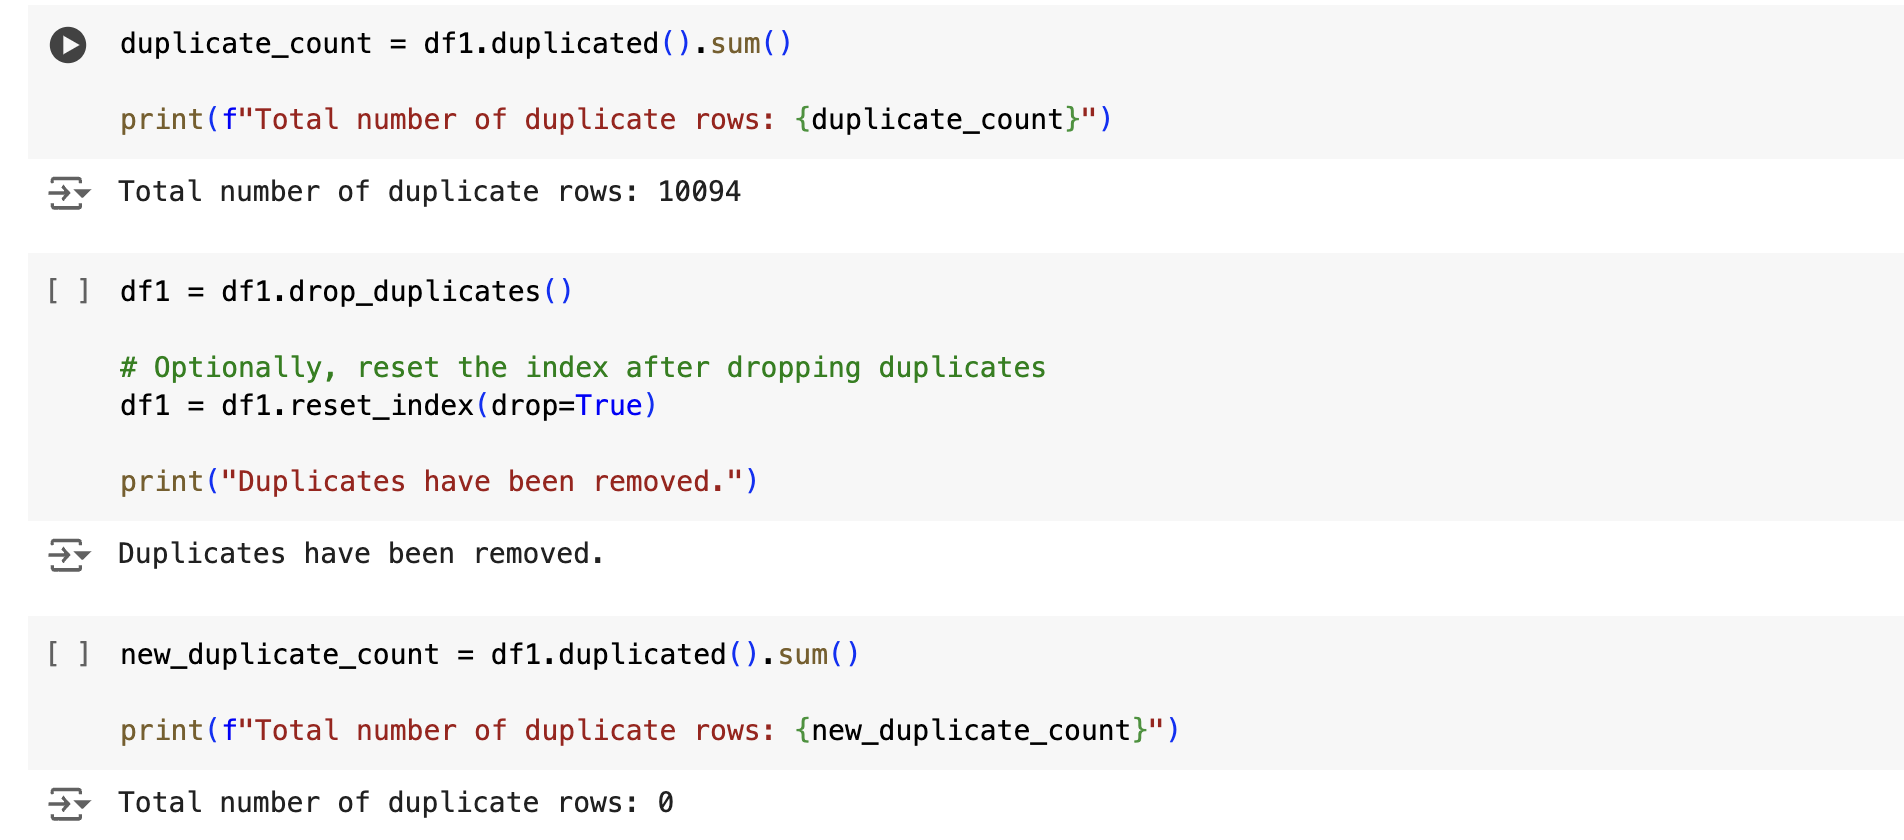 duplicate_count = df1.duplicated().sum()
print(f"Total number of duplicate rows: {duplicate_count}")
Total number of duplicate rows: 10094
[ ] df1 = df1.drop_duplicates()
# Optionally, reset the index after dropping duplicates
df1 = df1.reset_index(drop=True)
print("Duplicates have been removed.")
Duplicates have been removed.
[ ] new_duplicate_count = df1.duplicated().sum()
print(f"Total number of duplicate rows: {new_duplicate_count}")
Total number of duplicate rows: 0